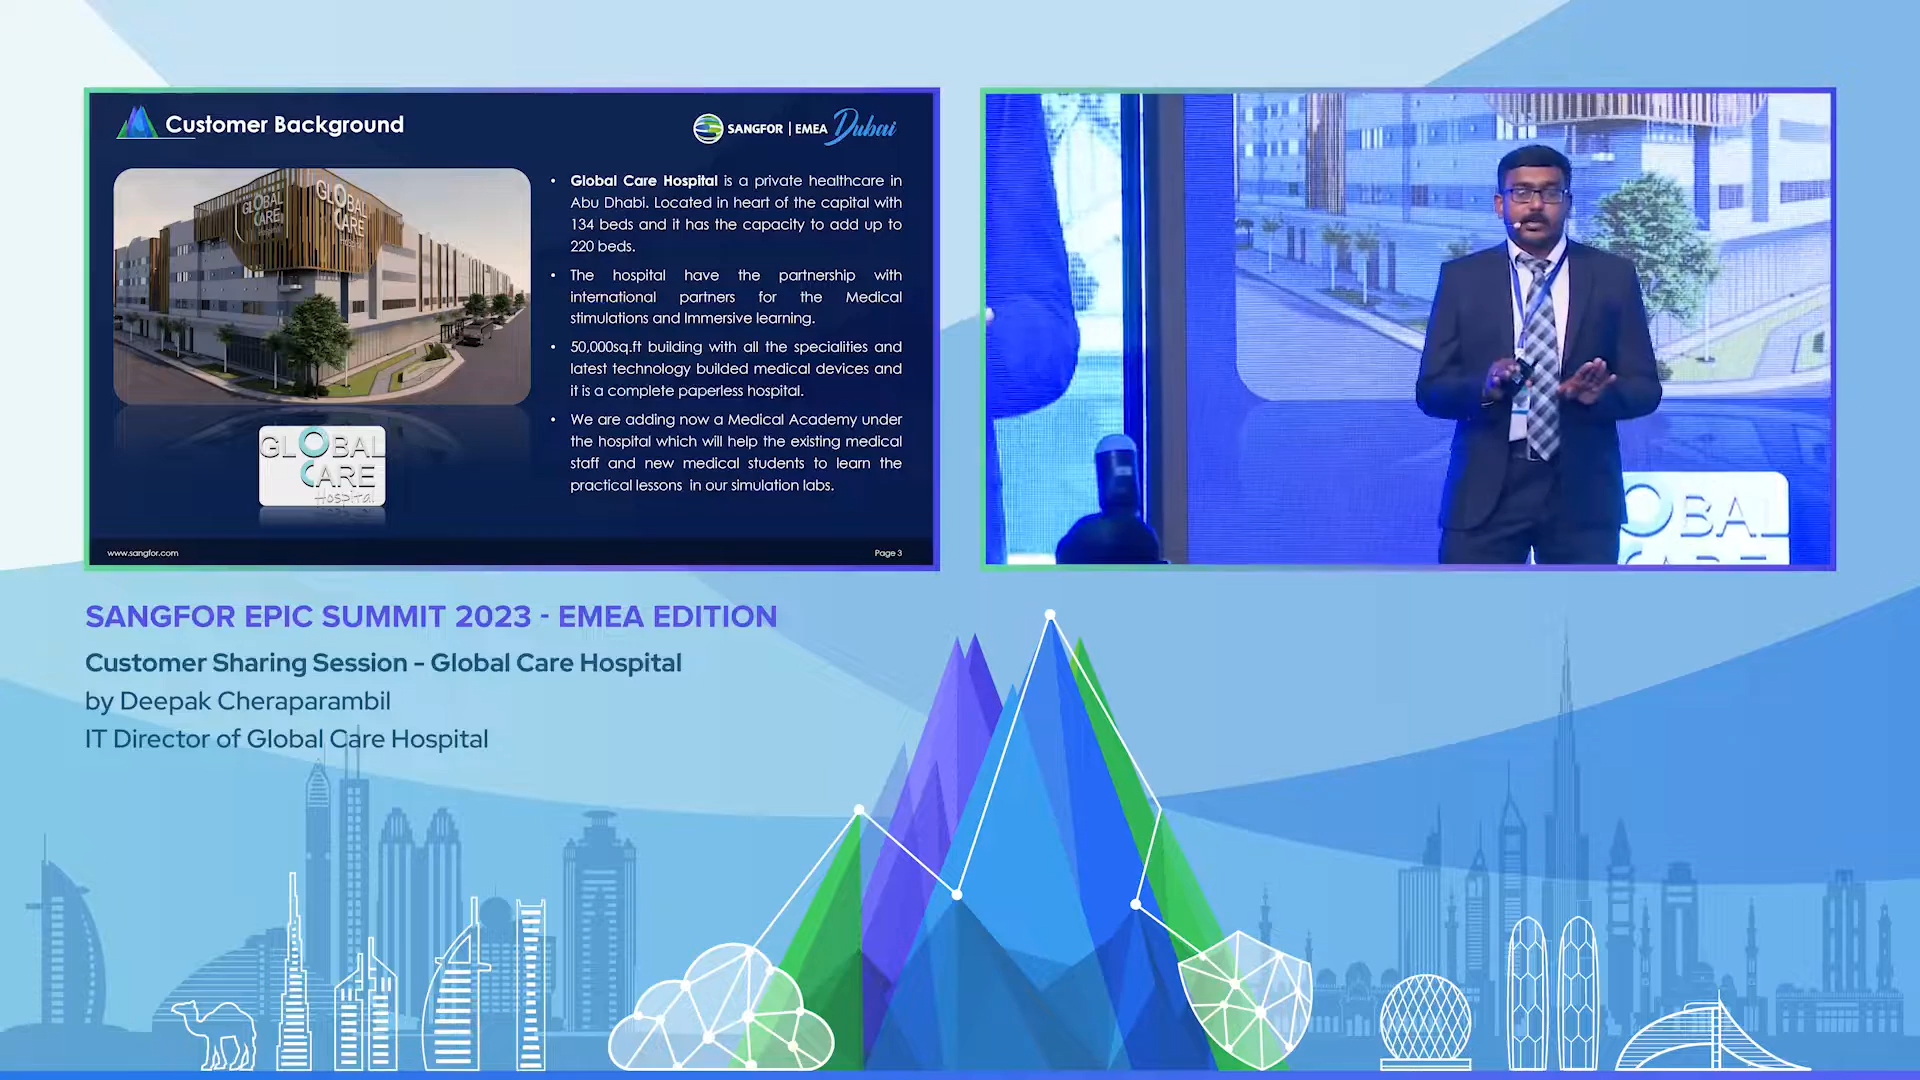 Customer Background
SANGFOR | EMEA Dubai
GLOBAL
CARE
Hospital
GLOBAL
CARE
Hospital
• Global Care Hospital is a private healthcare in
Abu Dhabi. Located in heart of the capital with
134 beds and it has the capacity to add up to
220 beds.
• The hospital have the partnership with
international partners for the Medical
stimulations and Immersive learning.
• 50,000sq.ft building with all the specialities and
latest technology builded medical devices and
it is a complete paperless hospital.
• We are adding now a Medical Academy under
the hospital which will help the existing medical
staff and new medical students to learn the
practical lessons in our simulation labs.
GLOBAL
CARE
Hospital
www.sangfor.com
Page 3
OBAL
SANGFOR EPIC SUMMIT 2023 - EMEA EDITION
Customer Sharing Session - Global Care Hospital
by Deepak Cheraparambil
IT Director of Global Care Hospital